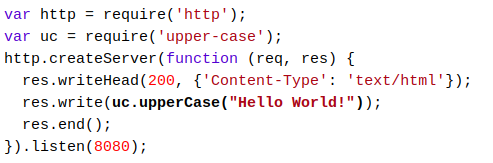 var http = require('http');
var uc = require('upper-case');
http.createServer(function (req, res) {
  res.writeHead(200, {'Content-Type': 'text/html'});
  res.write(uc.upperCase("Hello World!"));
  res.end();
}).listen(8080);